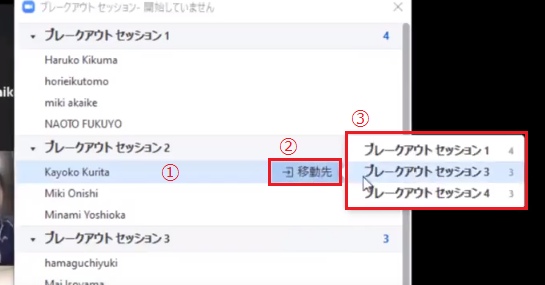 ブレークアウト セッション - 開始していません
ブレークアウト セッション 1 4
Haruko Kikuma
horieikutomo
miki akaike
NAOTO FUKUYO
ブレークアウト セッション 2
① Kayoko Kurita
② 移動先
Miki Onishi
Minami Yoshioka
ブレークアウト セッション 3 3
hamaguchiyuki
Mai Isoyama
③
ブレークアウト セッション 1 4
ブレークアウト セッション 3 3
ブレークアウト セッション 4 3